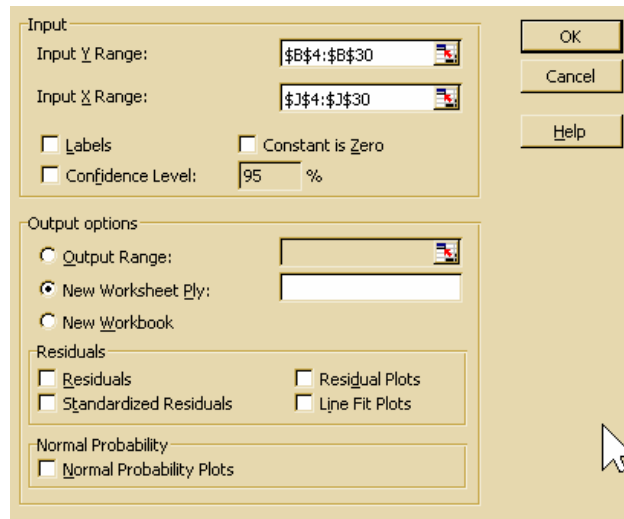 Input
Input Y Range: $B$4:$B$30
Input X Range: $J$4:$J$30
Labels Constant is Zero
Confidence Level: 95 %
OK
Cancel
Help
Output options
Output Range:
New Worksheet Ply:
New Workbook
Residuals
Residuals Residual Plots
Standardized Residuals Line Fit Plots
Normal Probability
Normal Probability Plots